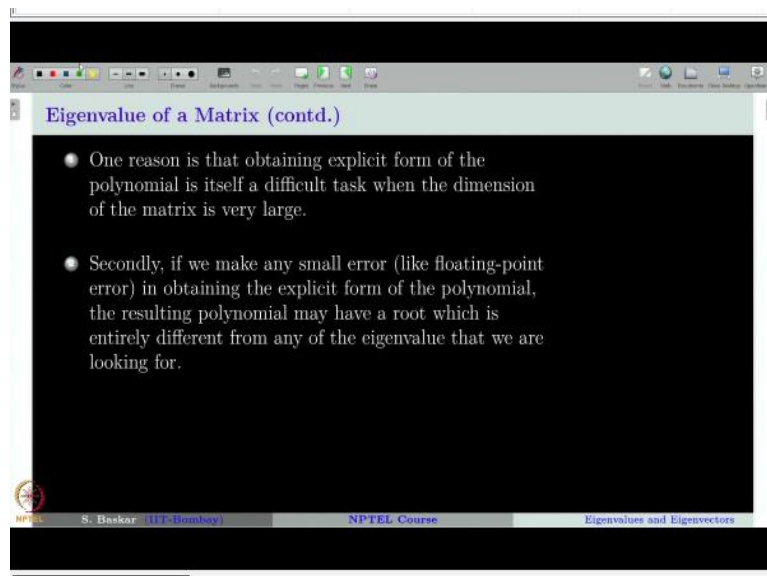 Eigenvalue of a Matrix (contd.)
One reason is that obtaining explicit form of the
polynomial is itself a difficult task when the dimension
of the matrix is very large.
Secondly, if we make any small error (like floating-point
error) in obtaining the explicit form of the polynomial,
the resulting polynomial may have a root which is
entirely different from any of the eigenvalue that we are
looking for.
NPTEL
S. Baskar (IIT-Bombay) NPTEL Course Eigenvalues and Eigenvectors